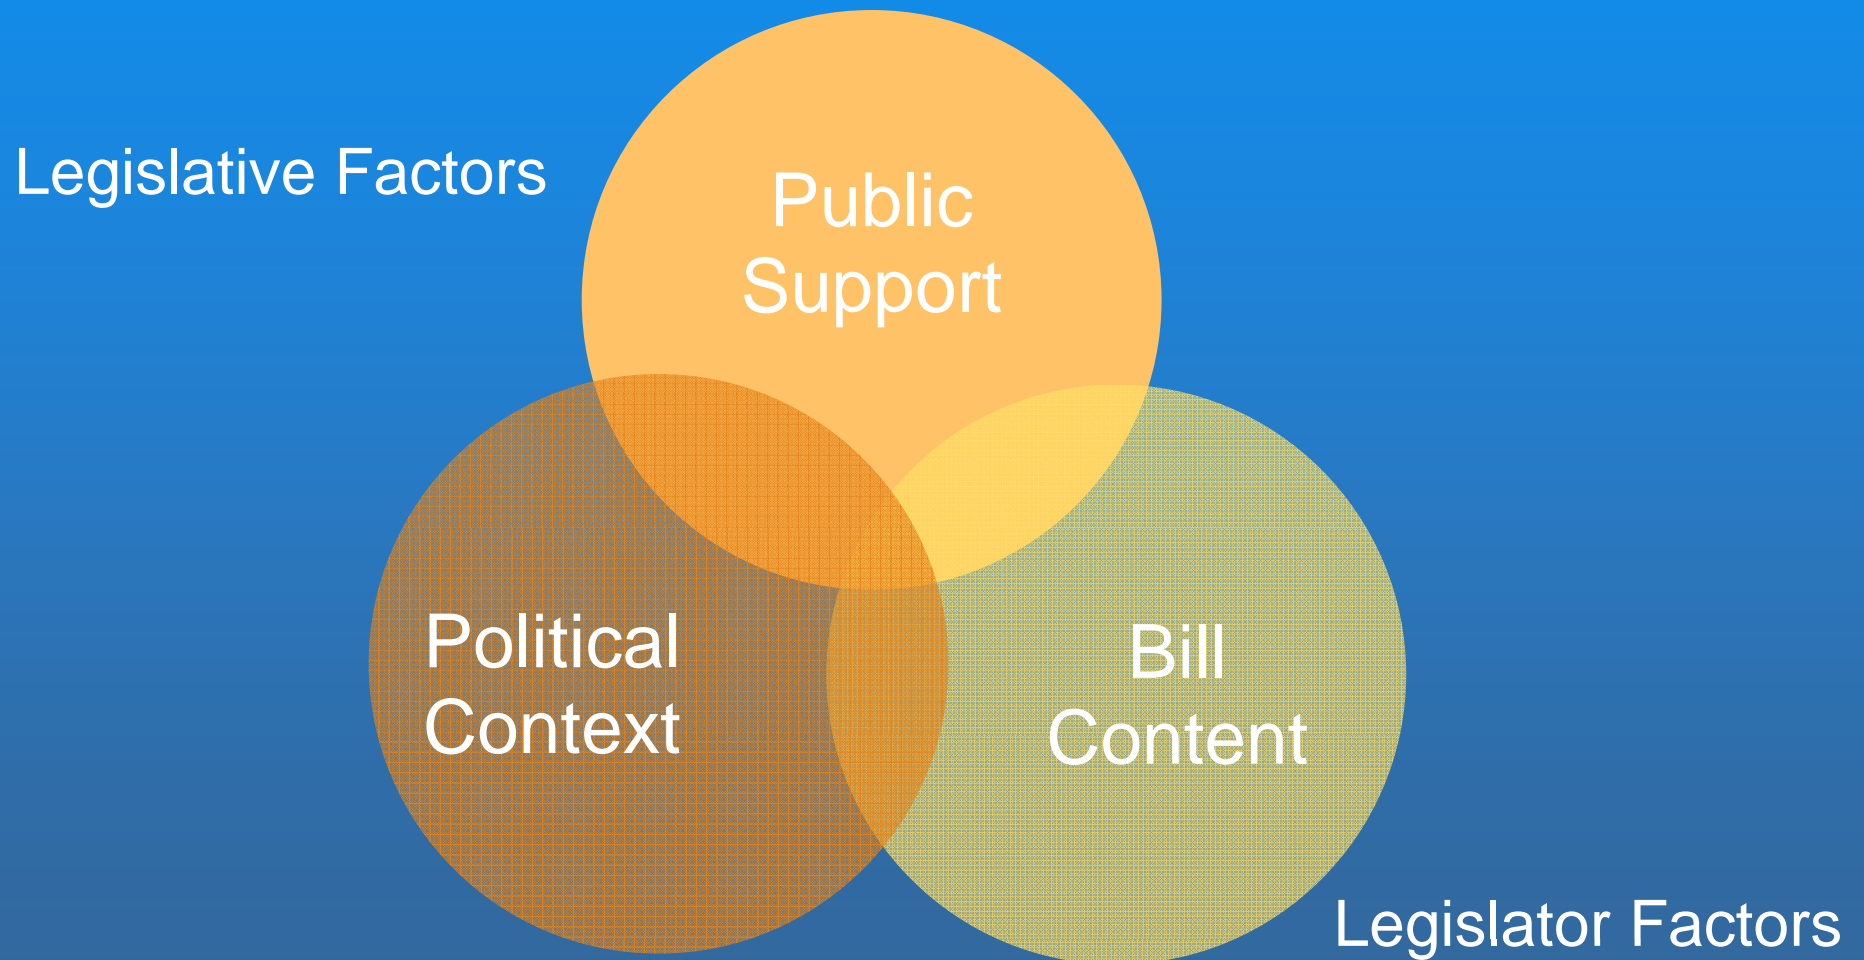 Legislative Factors
Public
Support
Political
Context
Bill
Content
Legislator Factors